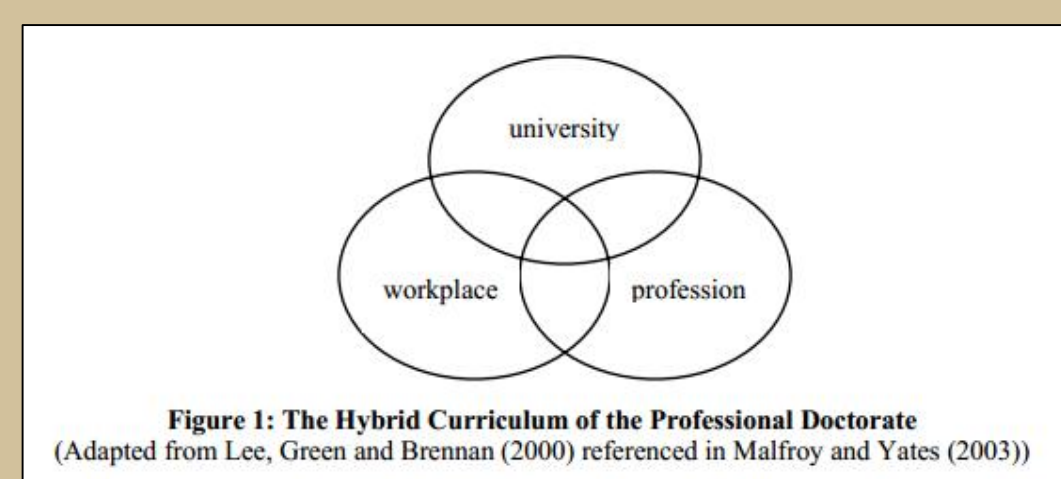 university
workplace
profession
Figure 1: The Hybrid Curriculum of the Professional Doctorate
(Adapted from Lee, Green and Brennan (2000) referenced in Malfroy and Yates (2003))